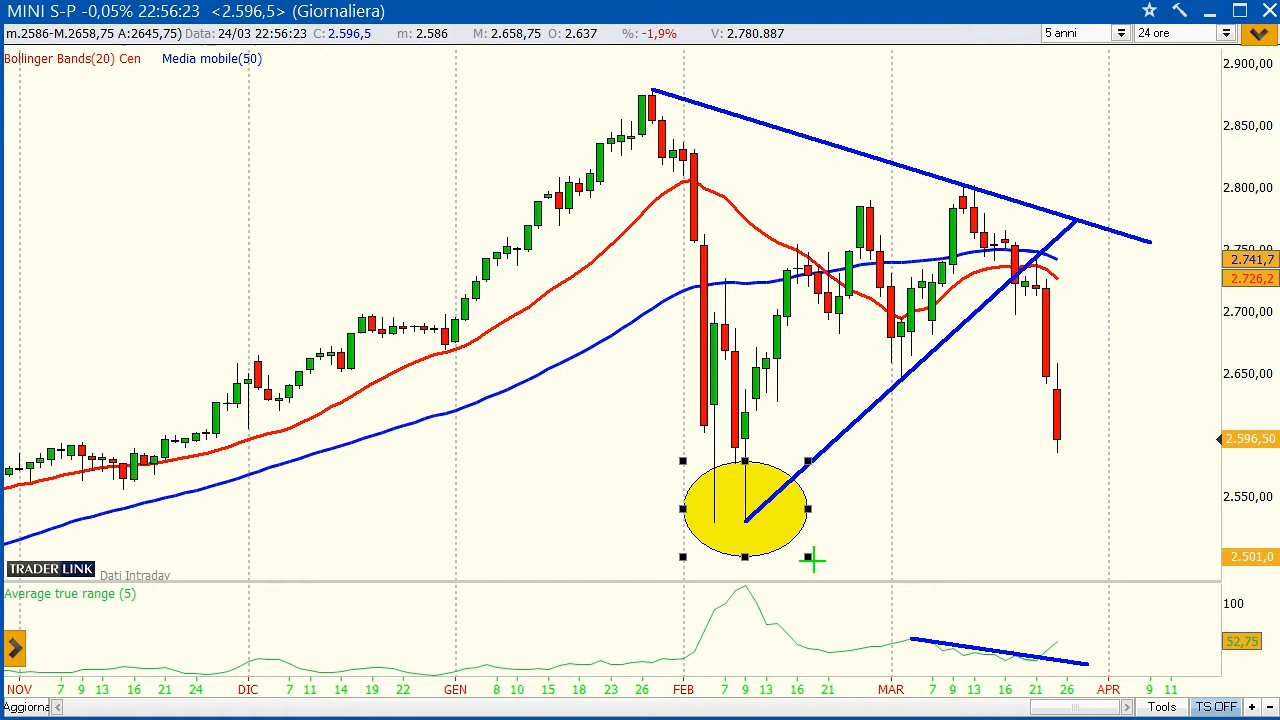 MINI S-P -0,05% 22:56:23 <2.596,5> (Giornaliera)
m.2586-M.2658,75 A:2645,75) Data: 24/03 22:56:23 C: 2.596,5 m: 2.586 M: 2.658,75 O: 2.637 %: -1,9% V: 2.780.887 5 anni 24 ore
Bollinger Bands(20) Cen Media mobile(50)
2.900,00
2.850,00
2.800,00
2.741,7
2.726,2
2.700,00
2.650,00
2.596,50
2.550,00
2.501,0
TRADER LINK Dati Intraday
Average true range (5)
100
52,75
NOV 7 9 13 16 21 24 DIC 7 11 14 19 22 GEN 8 10 15 18 23 26 FEB 7 9 13 16 21 MAR 7 9 13 16 21 26 APR 9 11
Aggiorna Tools TS OFF + -